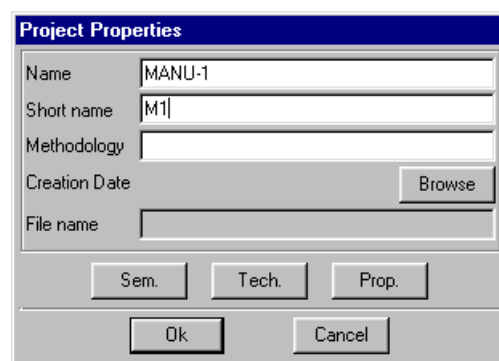 Project Properties
Name MANU-1
Short name M1
Methodology
Creation Date Browse
File name
Sem. Tech. Prop.
Ok Cancel